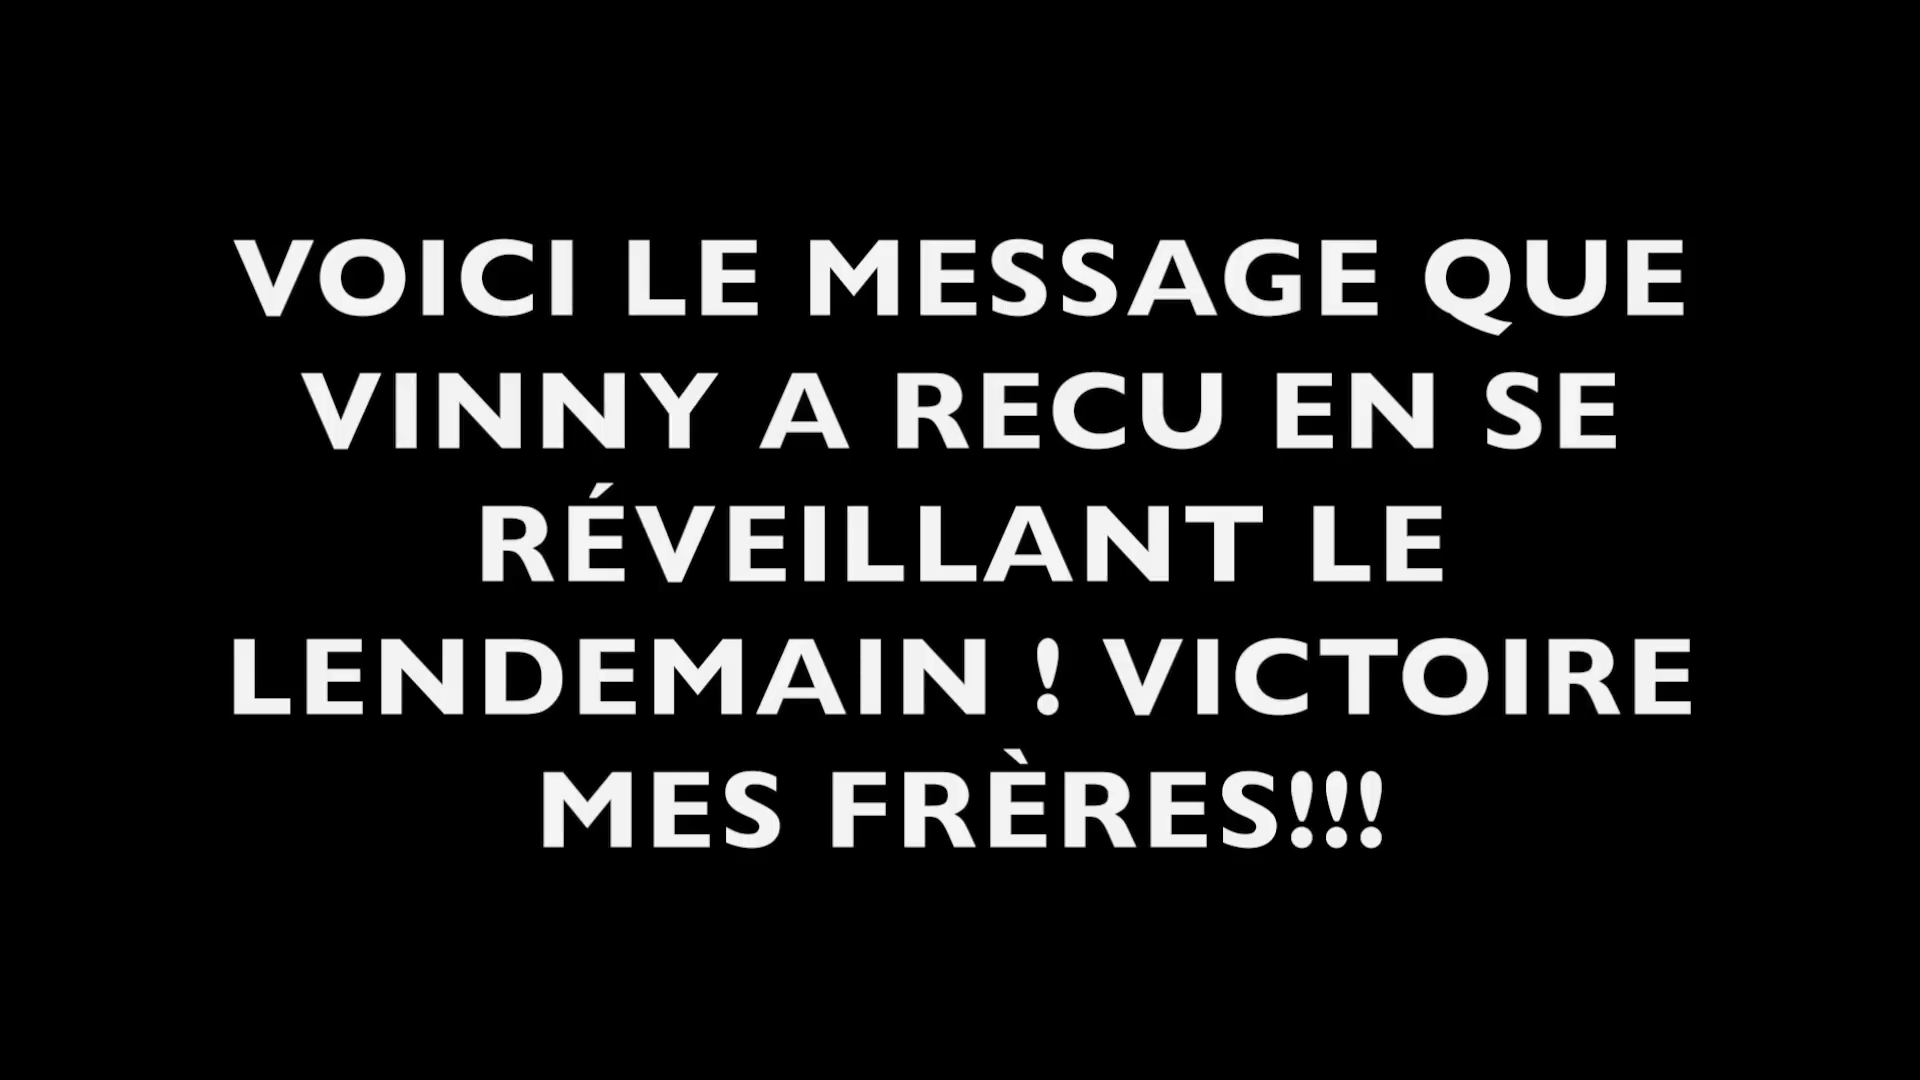 VOICI LE MESSAGE QUE
VINNY A RECU EN SE
RÉVEILLANT LE
LENDEMAIN ! VICTOIRE
MES FRÈRES!!!